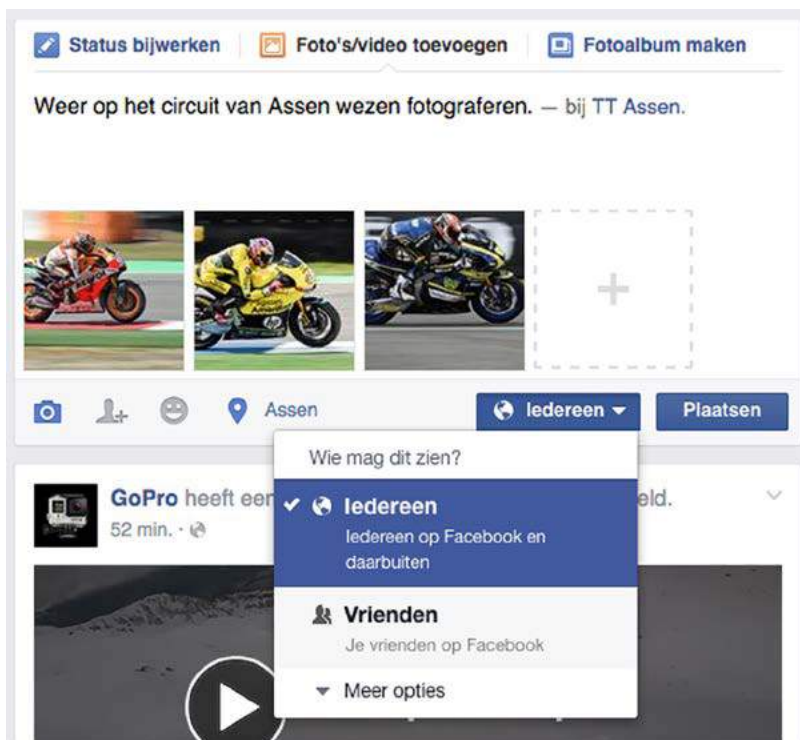 Status bijwerken
Foto's/video toevoegen
Fotoalbum maken
Weer op het circuit van Assen wezen fotograferen. — bij TT Assen.
Assen
Iedereen
Plaatsen
Wie mag dit zien?
Iedereen
Iedereen op Facebook en
daarbuiten
Vrienden
Je vrienden op Facebook
Meer opties
GoPro heeft een
eld.
52 min. ·